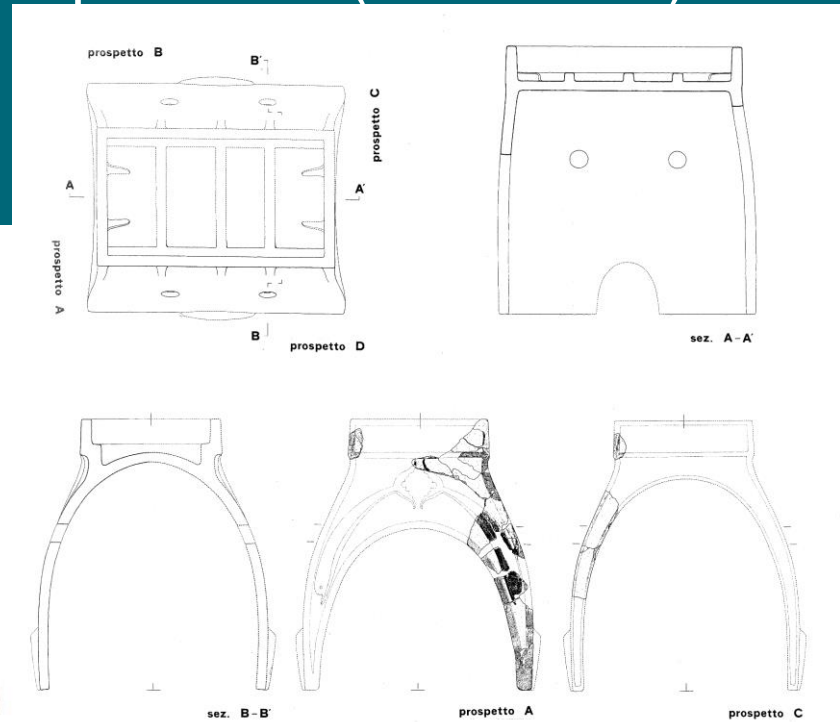 prospetto B
B'
prospetto C
A
A'
prospetto A
B
prospetto D
sez. A-A'
sez. B-B'
prospetto A
prospetto C